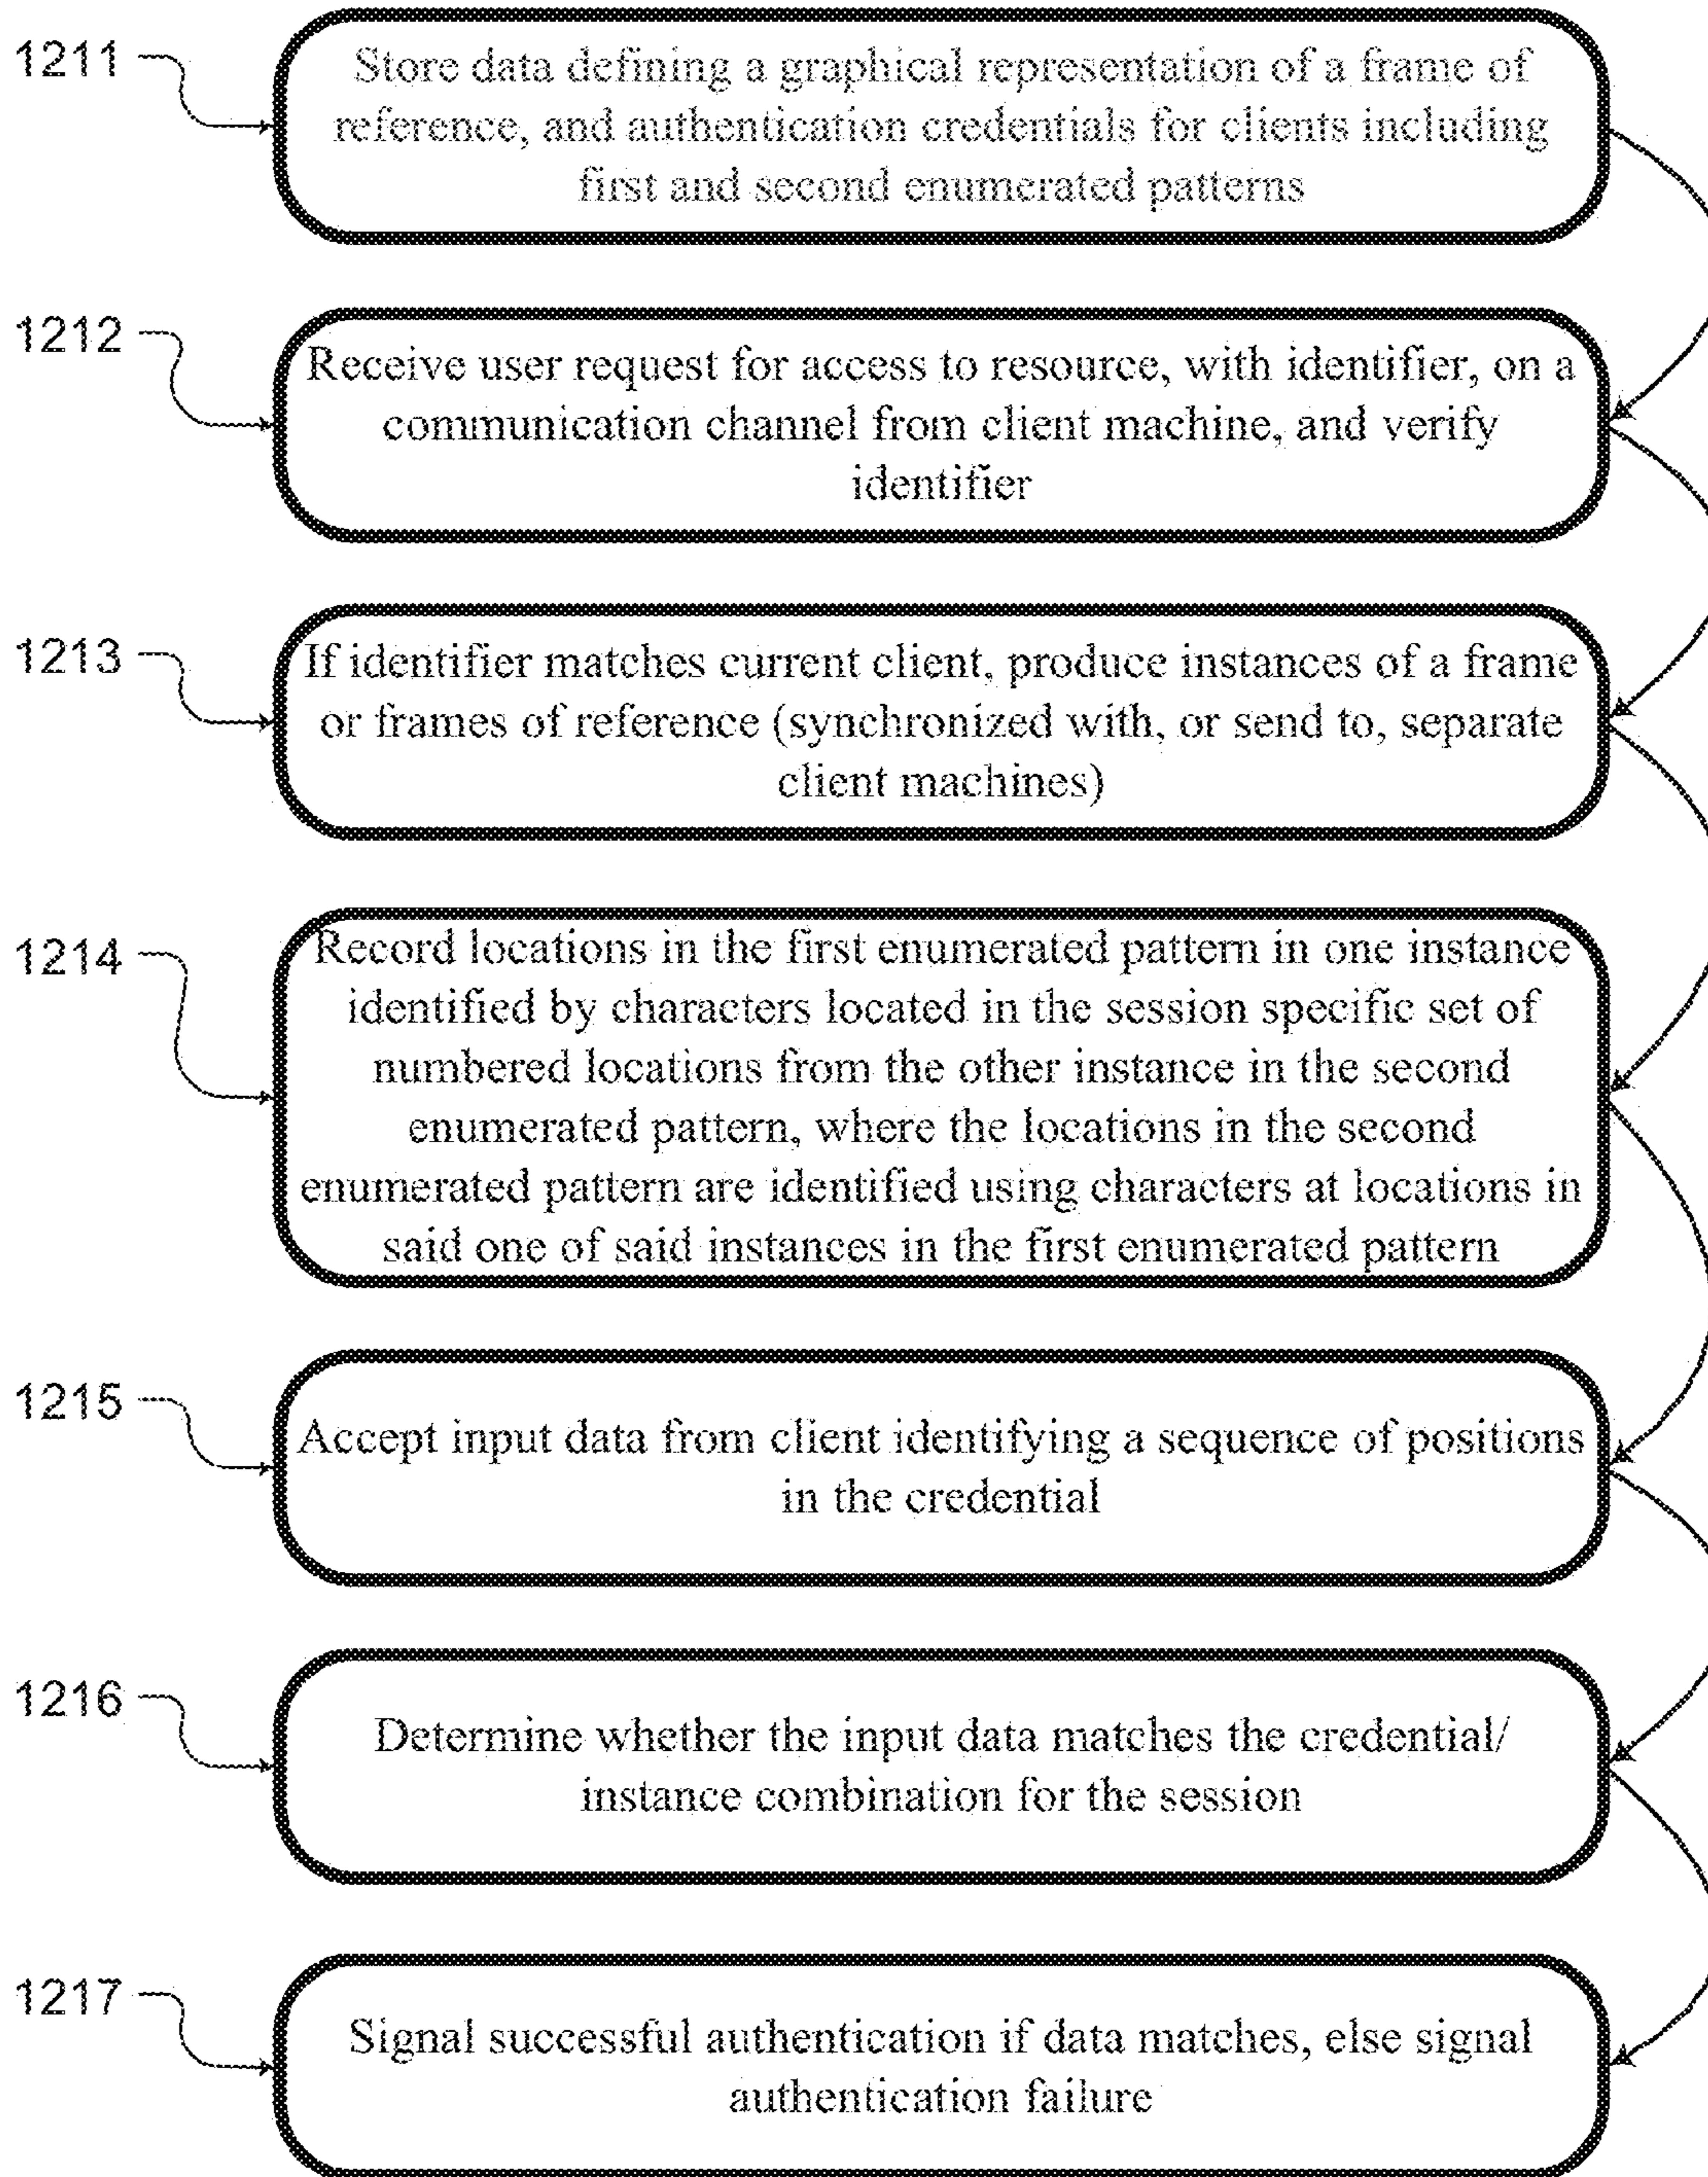 1211
Store data defining a graphical representation of a frame of
reference, and authentication credentials for clients including
first and second enumerated patterns
1212
Receive user request for access to resource, with identifier, on a
communication channel from client machine, and verify
identifier
1213
If identifier matches current client, produce instances of a frame
or frames of reference (synchronized with, or send to, separate
client machines)
1214
Record locations in the first enumerated pattern in one instance
identified by characters located in the session specific set of
numbered locations from the other instance in the second
enumerated pattern, where the locations in the second
enumerated pattern are identified using characters at locations in
said one of said instances in the first enumerated pattern
1215
Accept input data from client identifying a sequence of positions
in the credential
1216
Determine whether the input data matches the credential/
instance combination for the session
1217
Signal successful authentication if data matches, else signal
authentication failure